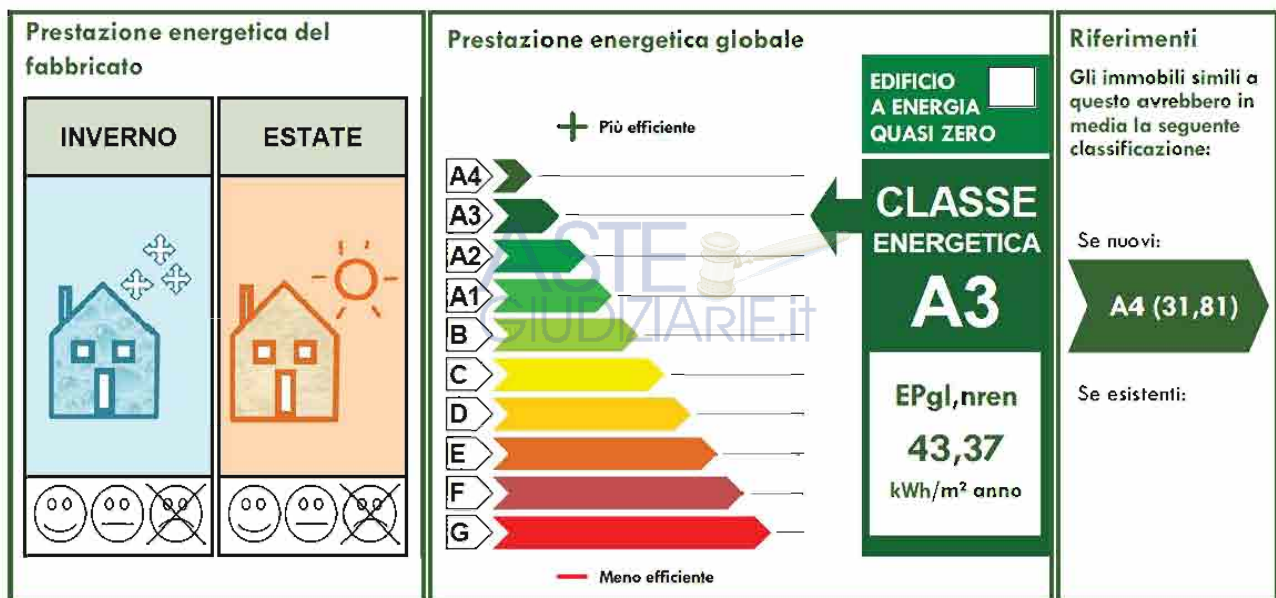 Prestazione energetica del
fabbricato
INVERNO
ESTATE
Prestazione energetica globale
Più efficiente
A4
A3
A2
A1
B
C
D
E
F
G
Meno efficiente
EDIFICIO
A ENERGIA
QUASI ZERO
CLASSE
ENERGETICA
A3
EPgl,nren
43,37
kWh/m² anno
Riferimenti
Gli immobili simili a
questo avrebbero in
media la seguente
classificazione:
Se nuovi:
A4 (31,81)
Se esistenti:
ASTE
GIUDIZIARIE.it